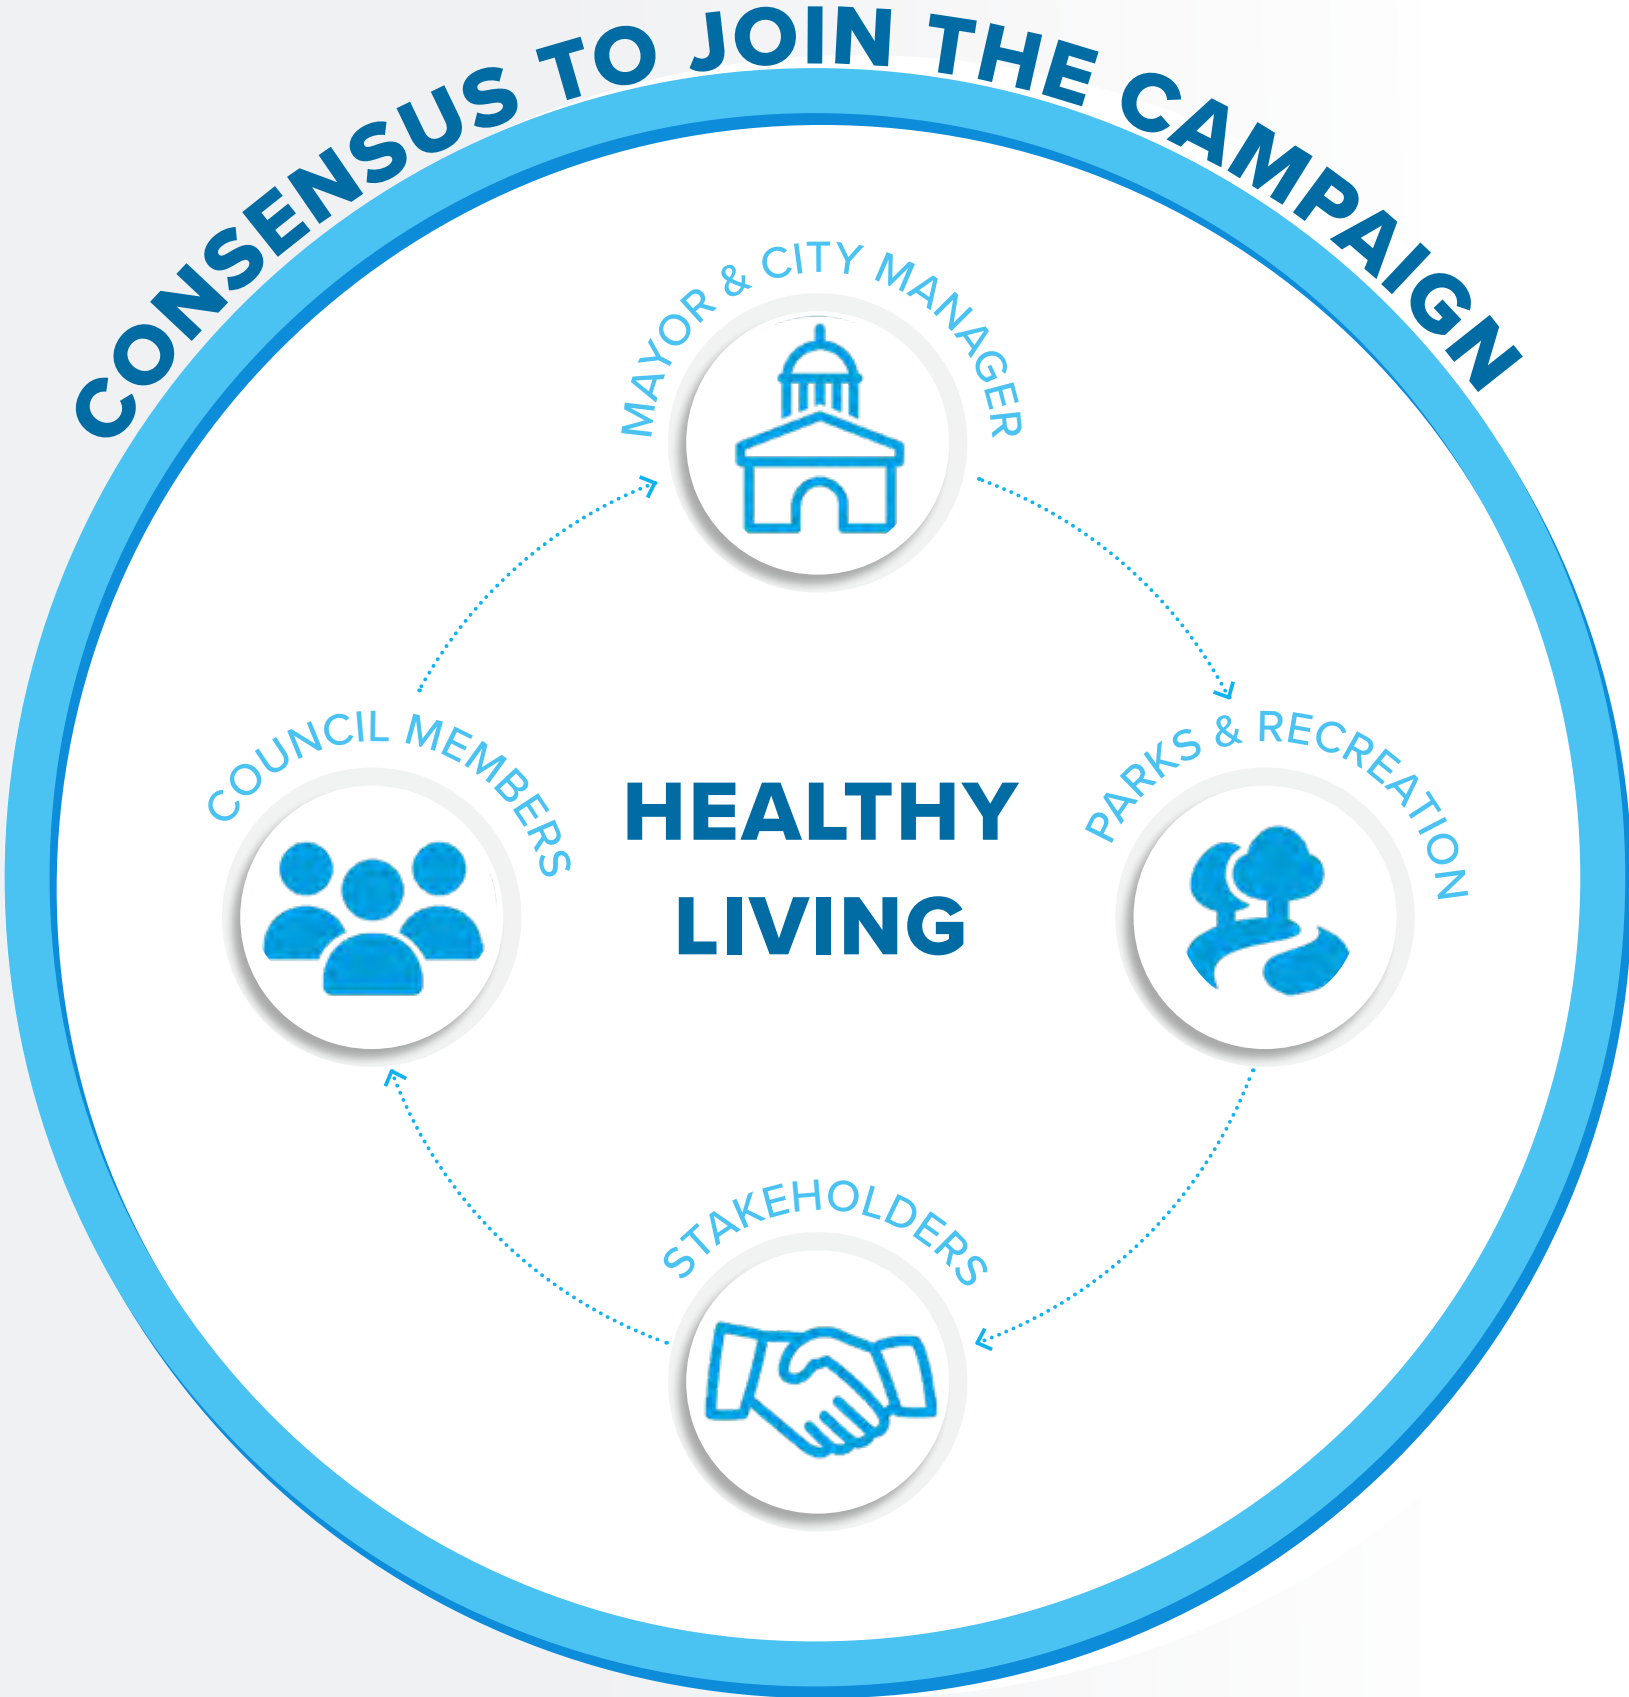 CONSENSUS TO JOIN THE CAMPAIGN
MAYOR & CITY MANAGER
COUNCIL MEMBERS
HEALTHY
LIVING
PARKS & RECREATION
STAKEHOLDERS